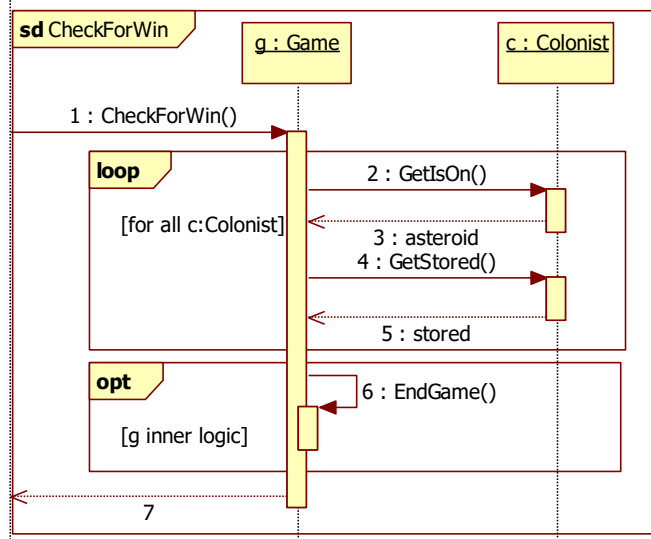 sd CheckForWin
g : Game
c : Colonist
1 : CheckForWin()
loop
2 : GetIsOn()
[for all c:Colonist]
3 : asteroid
4 : GetStored()
5 : stored
opt
6 : EndGame()
[g inner logic]
7